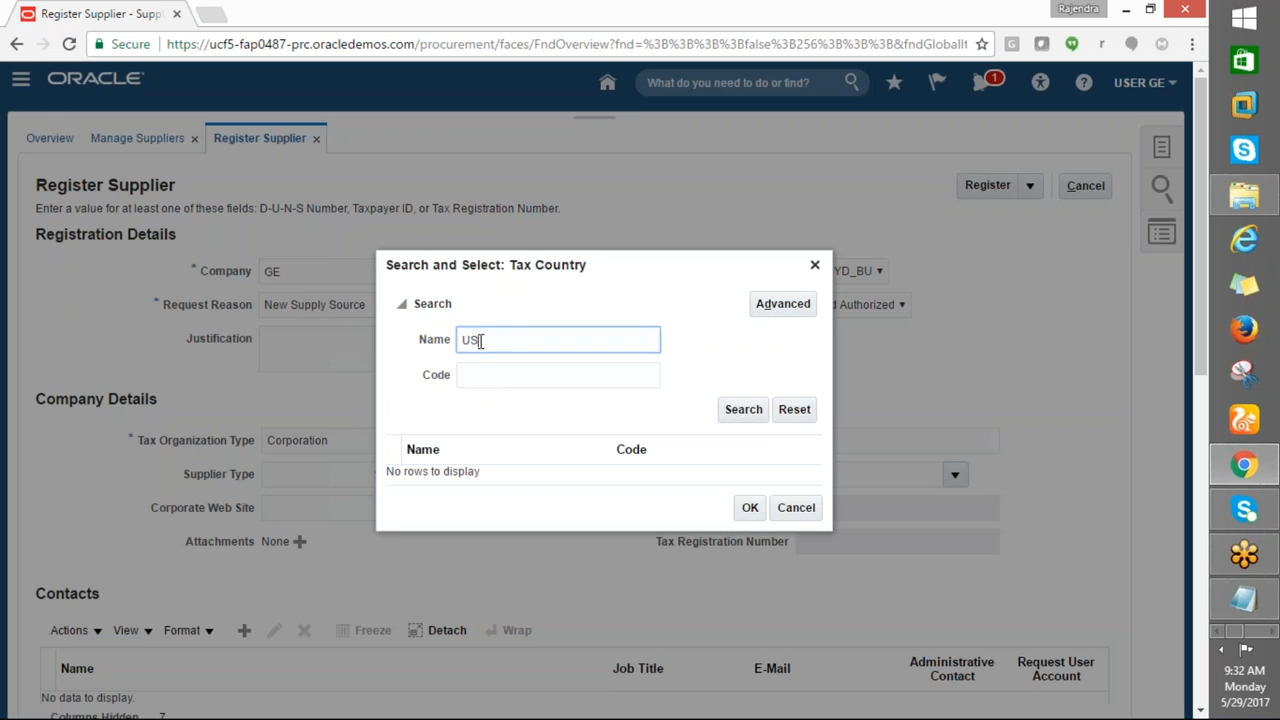 Register Supplier - Suppl
Rajendra
Secure https://ucf5-fap0487-prc.oracledemos.com/procurement/faces/FndOverview?fnd=%3B%3B%3B%3Bfalse%3B256%3B%3B%3B&fndGlobalIt
ORACLE
What do you need to do or find?
1
USER GE
Overview Manage Suppliers Register Supplier
Register Supplier
Register Cancel
Enter a value for at least one of these fields: D-U-N-S Number, Taxpayer ID, or Tax Registration Number.
Registration Details
* Company GE
YD_BU
* Request Reason New Supply Source
d Authorized
Justification
Company Details
* Tax Organization Type Corporation
Supplier Type
Corporate Web Site
Attachments None
Tax Registration Number
Search and Select: Tax Country
Search
Advanced
Name US
Code
Search Reset
Name Code
No rows to display
OK Cancel
Contacts
Actions View Format Freeze Detach Wrap
Name Job Title E-Mail Administrative Contact Request User Account
No data to display.
Columns Hidden 7
9:32 AM
Monday
5/29/2017